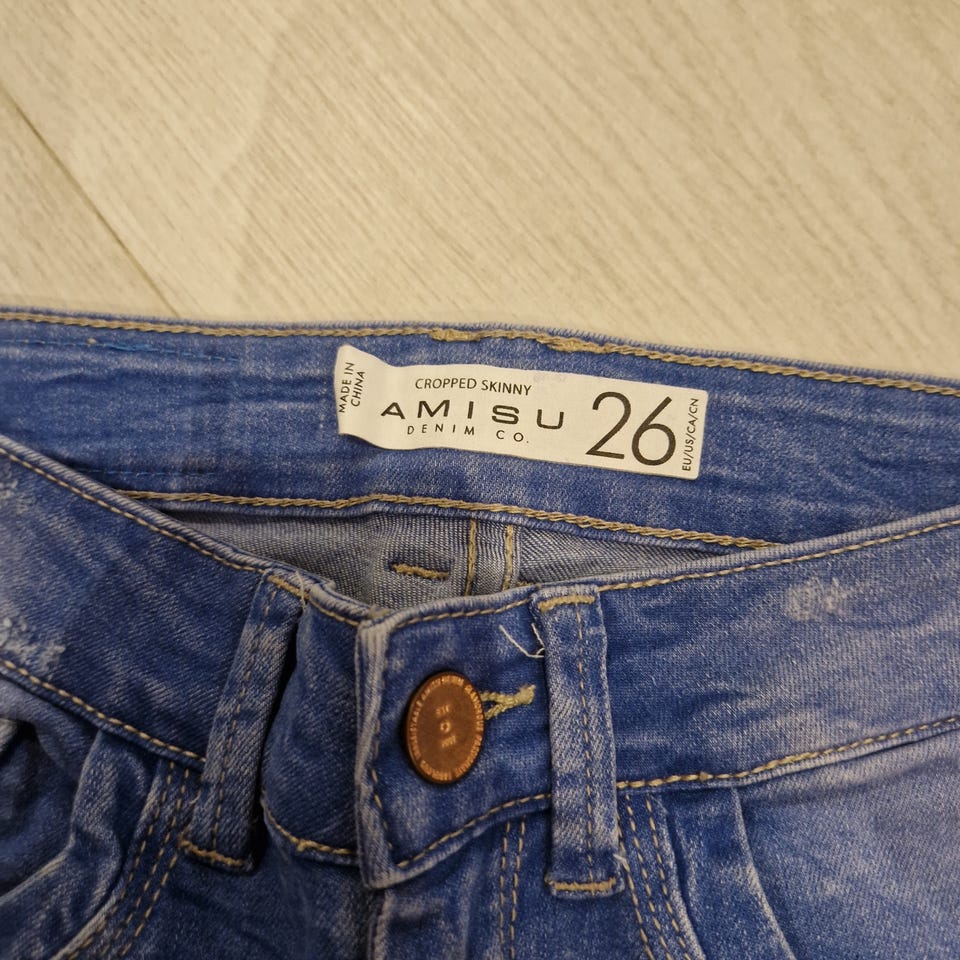 MADE IN
CHINA
CROPPED SKINNY
AMISU
DENIM CO.
26
EU/US/CA/CN